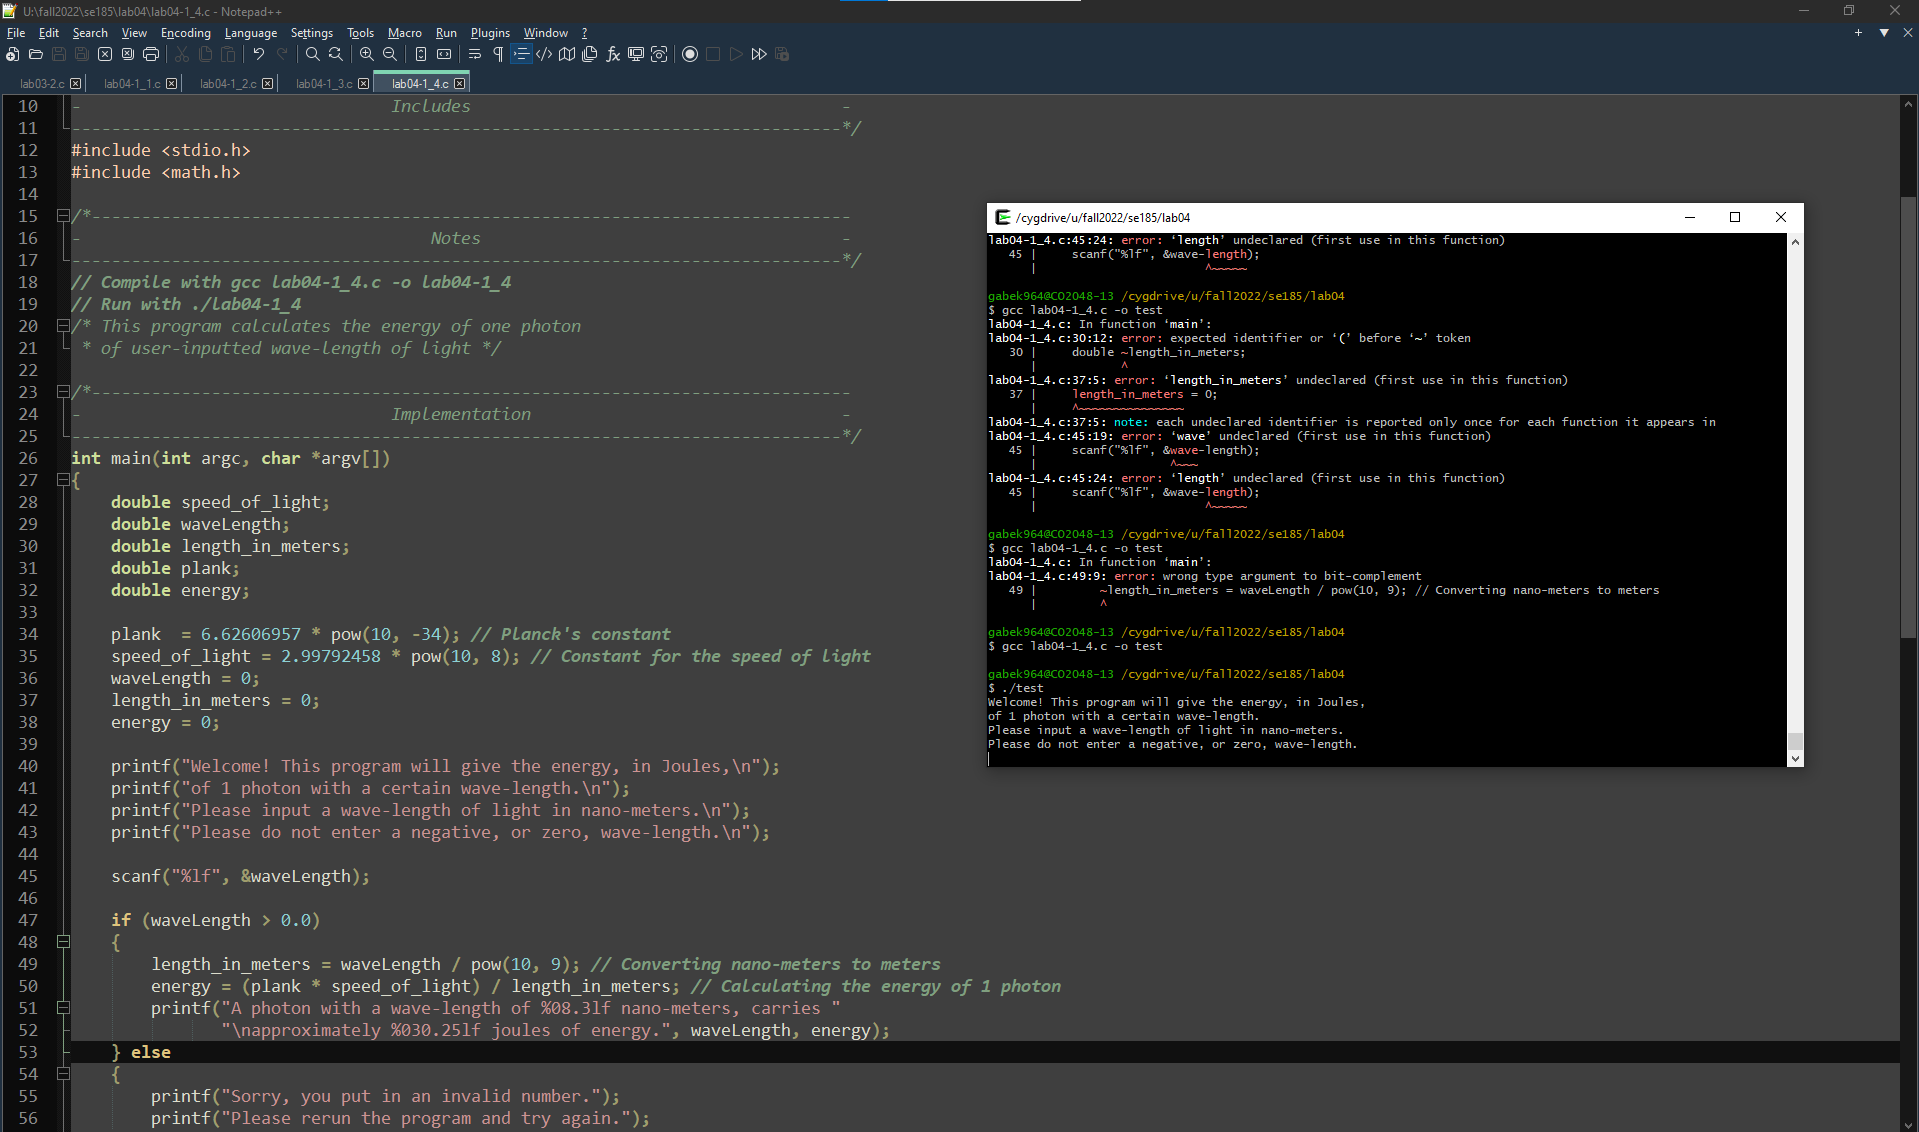 U:\fall2022\se185\lab04\lab04-1_4.c - Notepad++
File Edit Search View Encoding Language Settings Tools Macro Run Plugins Window ?
lab03-2.c lab04-1_1.c lab04-1_2.c lab04-1_3.c lab04-1_4.c
10 - Includes -
11 -----------------------------------------------------------------------------*/
12 #include <stdio.h>
13 #include <math.h>
14
15 /*----------------------------------------------------------------------------
16 - Notes -
17 -----------------------------------------------------------------------------*/
18 // Compile with gcc lab04-1_4.c -o lab04-1_4
19 // Run with ./lab04-1_4
20 /* This program calculates the energy of one photon
21 * of user-inputted wave-length of light */
22
23 /*----------------------------------------------------------------------------
24 - Implementation -
25 -----------------------------------------------------------------------------*/
26 int main(int argc, char *argv[])
27 {
28 double speed_of_light;
29 double waveLength;
30 double length_in_meters;
31 double plank;
32 double energy;
33
34 plank  = 6.62606957 * pow(10, -34); // Planck's constant
35 speed_of_light = 2.99792458 * pow(10, 8); // Constant for the speed of light
36 waveLength = 0;
37 length_in_meters = 0;
38 energy = 0;
39
40 printf("Welcome! This program will give the energy, in Joules,\n");
41 printf("of 1 photon with a certain wave-length.\n");
42 printf("Please input a wave-length of light in nano-meters.\n");
43 printf("Please do not enter a negative, or zero, wave-length.\n");
44
45 scanf("%lf", &waveLength);
46
47 if (waveLength > 0.0)
48 {
49 length_in_meters = waveLength / pow(10, 9); // Converting nano-meters to meters
50 energy = (plank * speed_of_light) / length_in_meters; // Calculating the energy of 1 photon
51 printf("A photon with a wave-length of %08.3lf nano-meters, carries "
52 "\napproximately %030.25lf joules of energy.", waveLength, energy);
53 } else
54 {
55 printf("Sorry, you put in an invalid number.");
56 printf("Please rerun the program and try again.");
/cygdrive/u/fall2022/se185/lab04
lab04-1_4.c:45:24: error: ‘length’ undeclared (first use in this function)
45 | scanf("%lf", &wave-length);
| ^~~~~~
gabek964@CO2048-13 /cygdrive/u/fall2022/se185/lab04
$ gcc lab04-1_4.c -o test
lab04-1_4.c: In function ‘main’:
lab04-1_4.c:30:12: error: expected identifier or ‘(’ before ‘~’ token
30 | double ~length_in_meters;
| ^
lab04-1_4.c:37:5: error: ‘length_in_meters’ undeclared (first use in this function)
37 | length_in_meters = 0;
| ^~~~~~~~~~~~~~~~
lab04-1_4.c:37:5: note: each undeclared identifier is reported only once for each function it appears in
lab04-1_4.c:45:19: error: ‘wave’ undeclared (first use in this function)
45 | scanf("%lf", &wave-length);
| ^~~~
lab04-1_4.c:45:24: error: ‘length’ undeclared (first use in this function)
45 | scanf("%lf", &wave-length);
| ^~~~~~
gabek964@CO2048-13 /cygdrive/u/fall2022/se185/lab04
$ gcc lab04-1_4.c -o test
lab04-1_4.c: In function ‘main’:
lab04-1_4.c:49:9: error: wrong type argument to bit-complement
49 | ~length_in_meters = waveLength / pow(10, 9); // Converting nano-meters to meters
| ^
gabek964@CO2048-13 /cygdrive/u/fall2022/se185/lab04
$ gcc lab04-1_4.c -o test
gabek964@CO2048-13 /cygdrive/u/fall2022/se185/lab04
$ ./test
Welcome! This program will give the energy, in Joules,
of 1 photon with a certain wave-length.
Please input a wave-length of light in nano-meters.
Please do not enter a negative, or zero, wave-length.